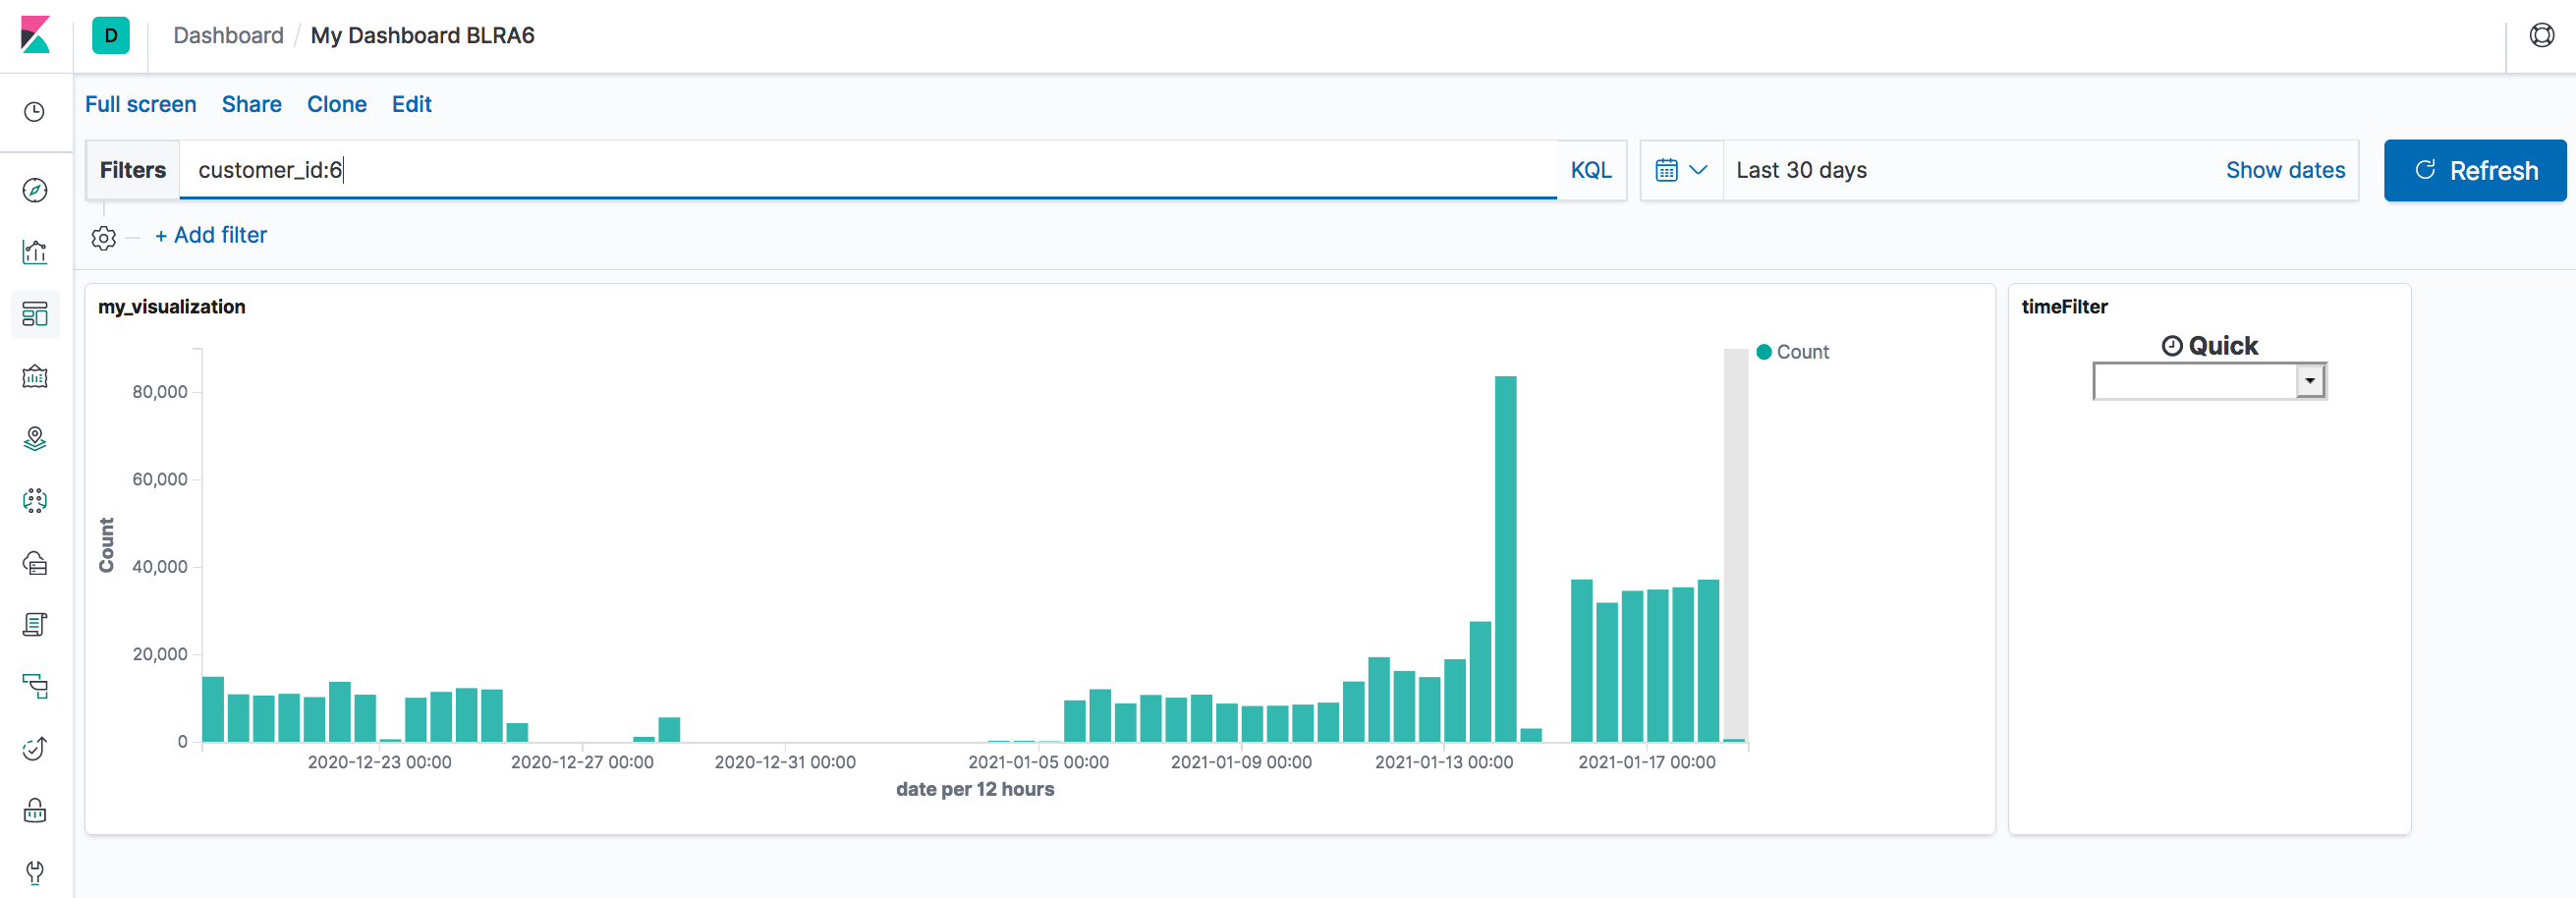 D Dashboard / My Dashboard BLRA6
Full screen Share Clone Edit
Filters customer_id:6 KQL Last 30 days Show dates Refresh
+ Add filter
my_visualization
Count
80,000
60,000
40,000
20,000
0
Count
2020-12-23 00:00 2020-12-27 00:00 2020-12-31 00:00 2021-01-05 00:00 2021-01-09 00:00 2021-01-13 00:00 2021-01-17 00:00
date per 12 hours
timeFilter
Quick